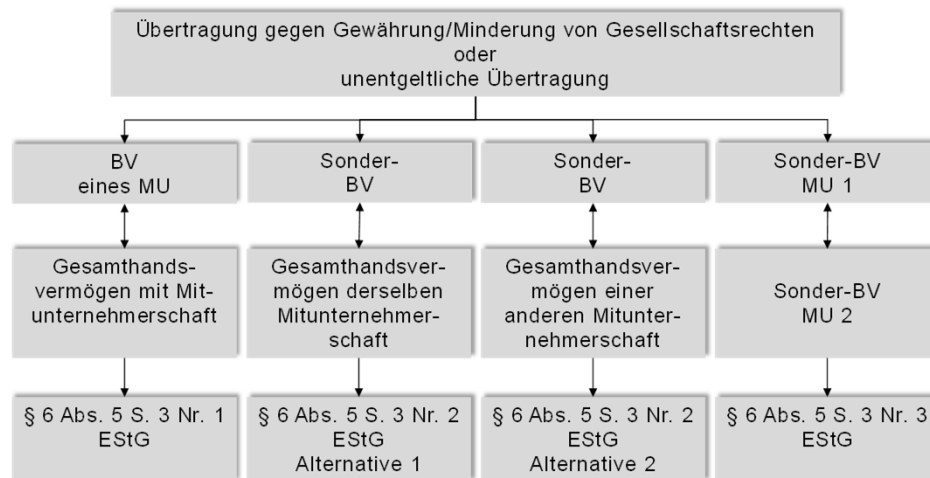 Übertragung gegen Gewährung/Minderung von Gesellschaftsrechten
oder
unentgeltliche Übertragung
BV
eines MU
Sonder-
BV
Sonder-
BV
Sonder-BV
MU 1
Gesamthands-
vermögen mit Mit-
unternehmerschaft
Gesamthandsver-
mögen derselben
Mitunternehmer-
schaft
Gesamthandsver-
mögen einer
anderen Mitunter-
nehmerschaft
Sonder-BV
MU 2
§ 6 Abs. 5 S. 3 Nr. 1
EStG
§ 6 Abs. 5 S. 3 Nr. 2
EStG
Alternative 1
§ 6 Abs. 5 S. 3 Nr. 2
EStG
Alternative 2
§ 6 Abs. 5 S. 3 Nr. 3
EStG